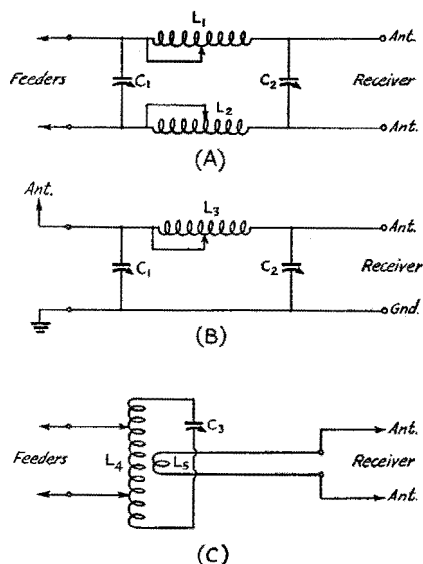 L₁
Ant.
Feeders
C₁
C₂
Receiver
L₂
Ant.
(A)
Ant.
L₃
Ant.
C₁
C₂
Receiver
Gnd.
(B)
C₃
Ant.
Feeders
L₄
L₅
Receiver
Ant.
(C)